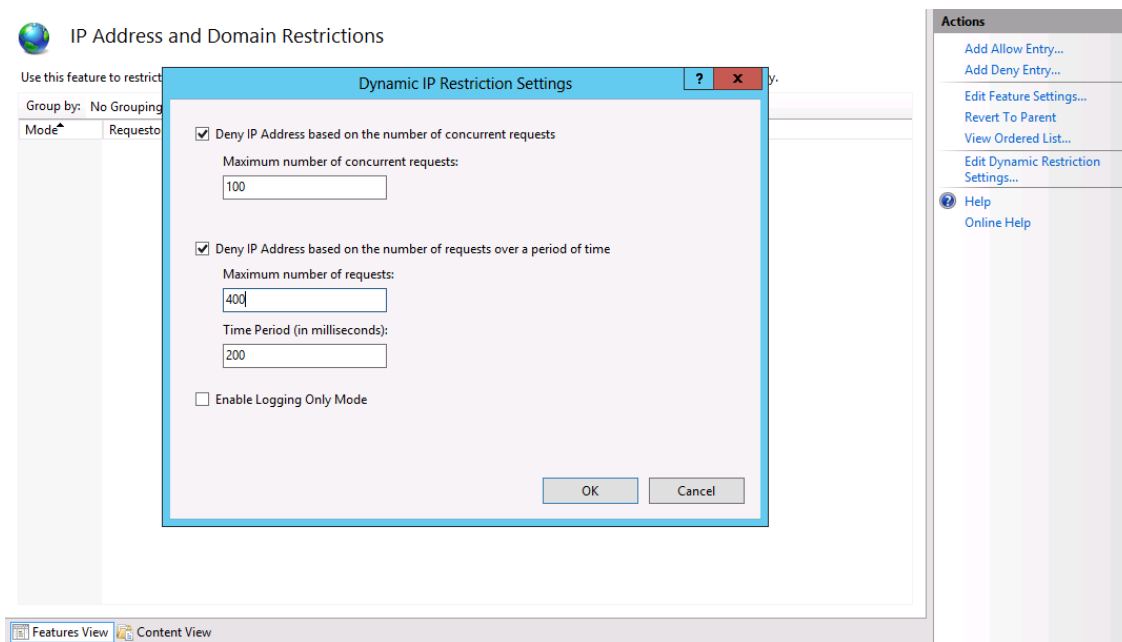 IP Address and Domain Restrictions
Use this feature to restrict
y.
Group by: No Grouping
Mode
Requesto
Dynamic IP Restriction Settings
?
x
Deny IP Address based on the number of concurrent requests
Maximum number of concurrent requests:
100
Deny IP Address based on the number of requests over a period of time
Maximum number of requests:
400
Time Period (in milliseconds):
200
Enable Logging Only Mode
OK
Cancel
Features View
Content View
Actions
Add Allow Entry...
Add Deny Entry...
Edit Feature Settings...
Revert To Parent
View Ordered List...
Edit Dynamic Restriction
Settings...
?
Help
Online Help